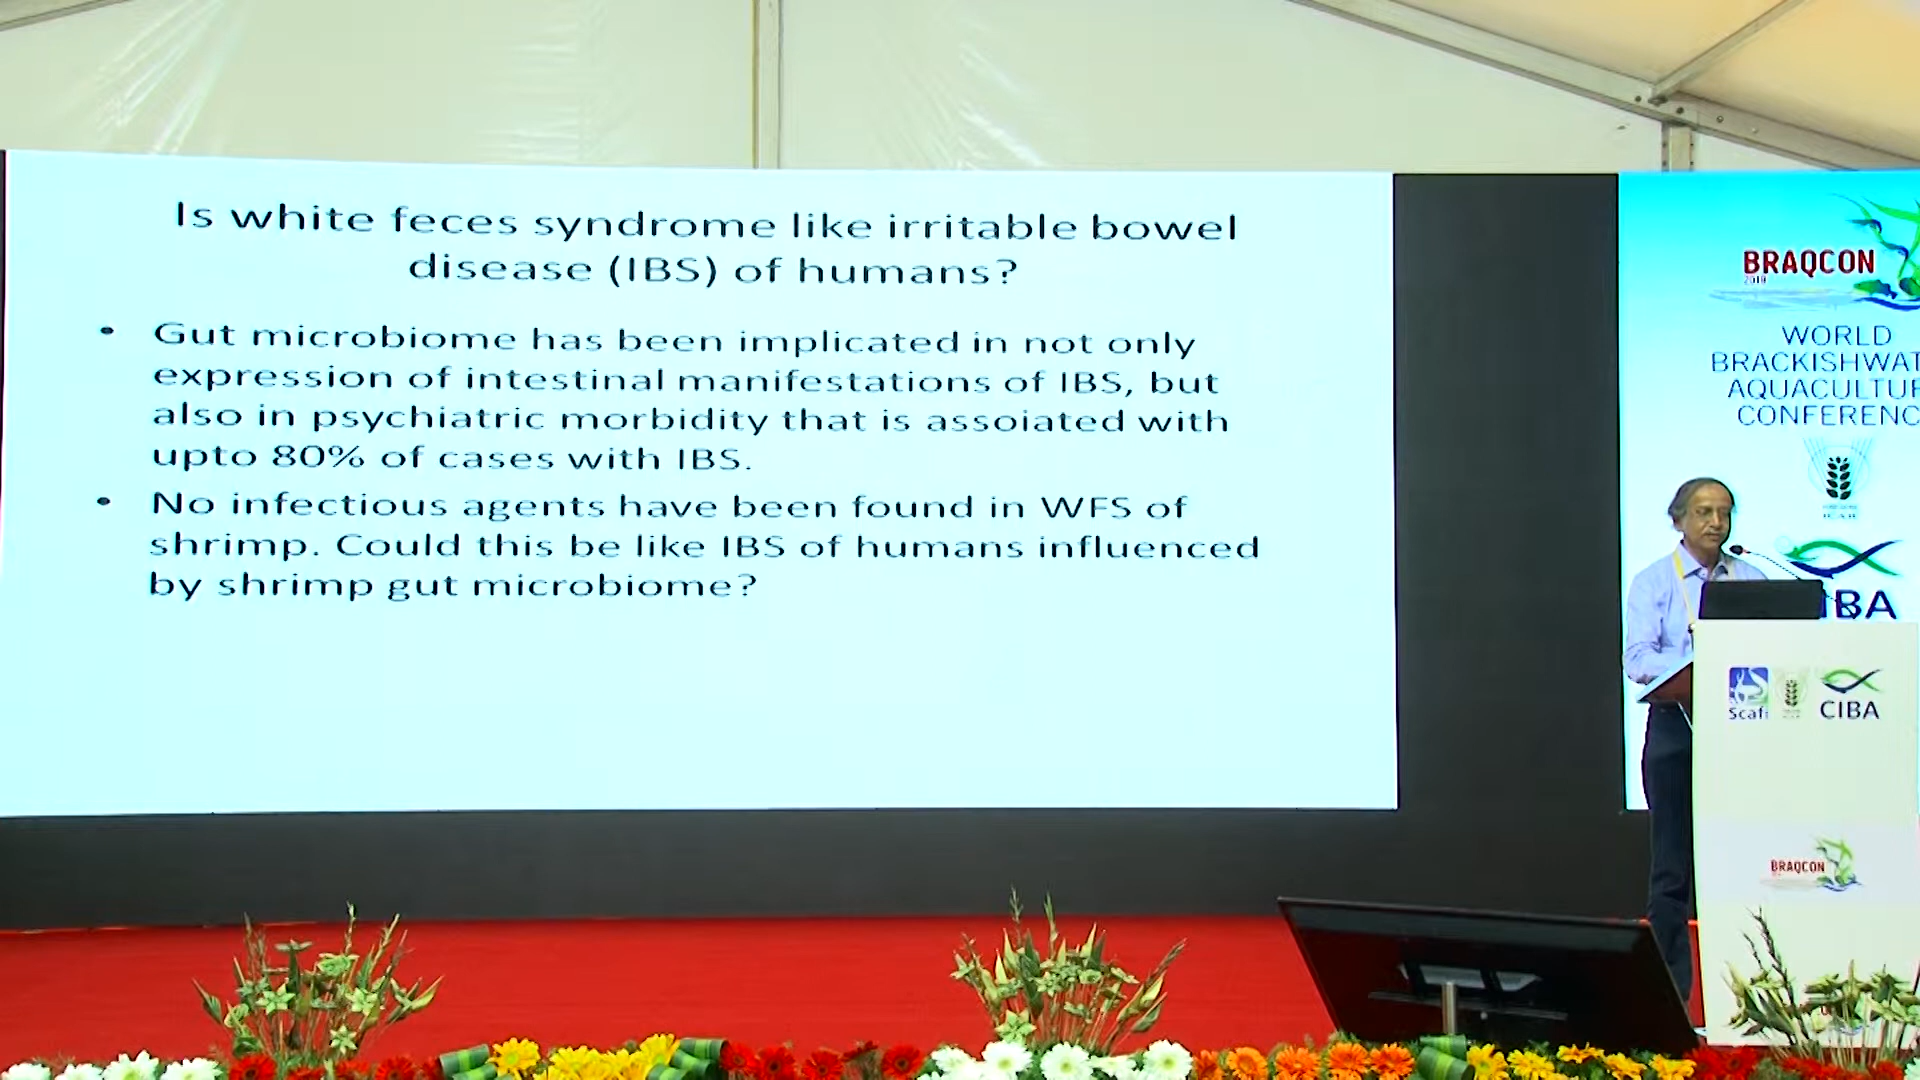 Is white feces syndrome like irritable bowel
disease (IBS) of humans?
• Gut microbiome has been implicated in not only
expression of intestinal manifestations of IBS, but
also in psychiatric morbidity that is assoiated with
upto 80% of cases with IBS.
• No infectious agents have been found in WFS of
shrimp. Could this be like IBS of humans influenced
by shrimp gut microbiome?
BRAQCON
2019
WORLD
BRACKISHWAT
AQUACULTUR
CONFERENC
IBA
Scafi
CIBA
BRAQCON